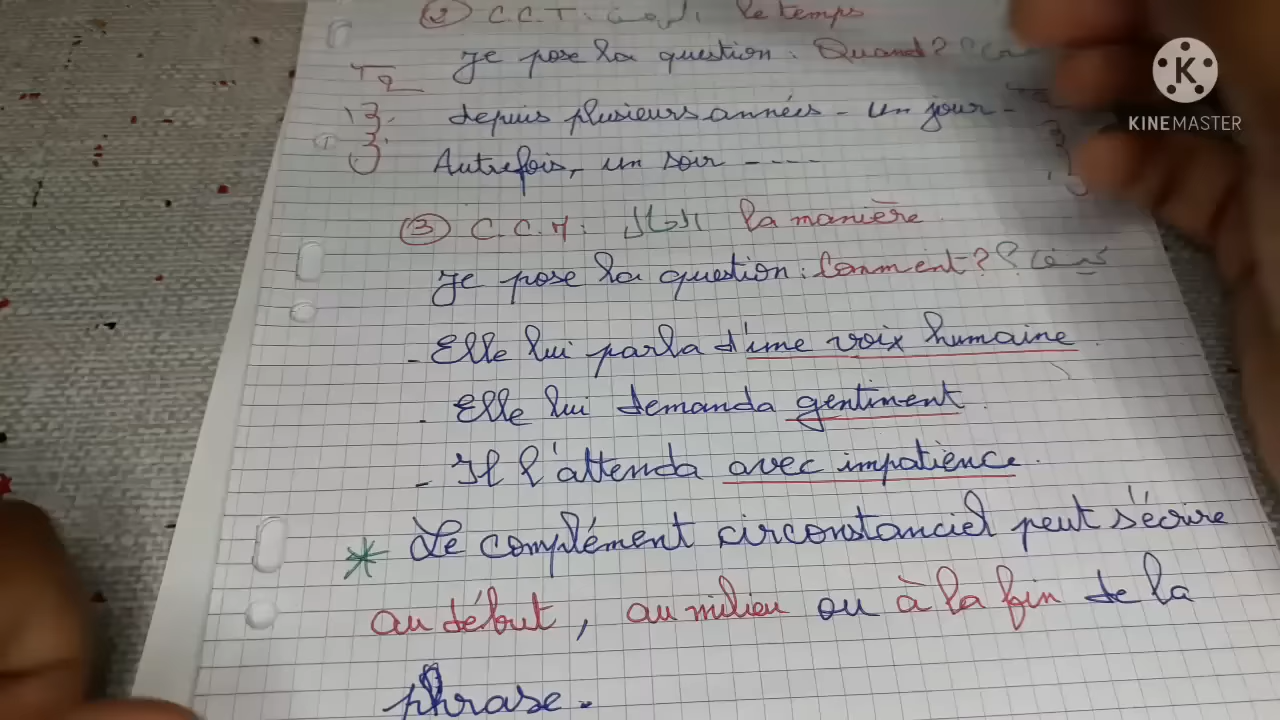 ② C.C.T: الوقت le temps
Je pose la question: Quand?
depuis plusieurs années - un jour -
Autrefois, un soir ----
③ C.C.M: الحال la manière
Je pose la question: Comment? كيف؟
- Elle lui parla d'une voix humaine.
- Elle lui demanda gentiment.
- Il l'attenda avec impatience.
* Le complément circonstanciel peut s'écrire
au début, au milieu ou à la fin de la
phrase.
K
KINEMASTER